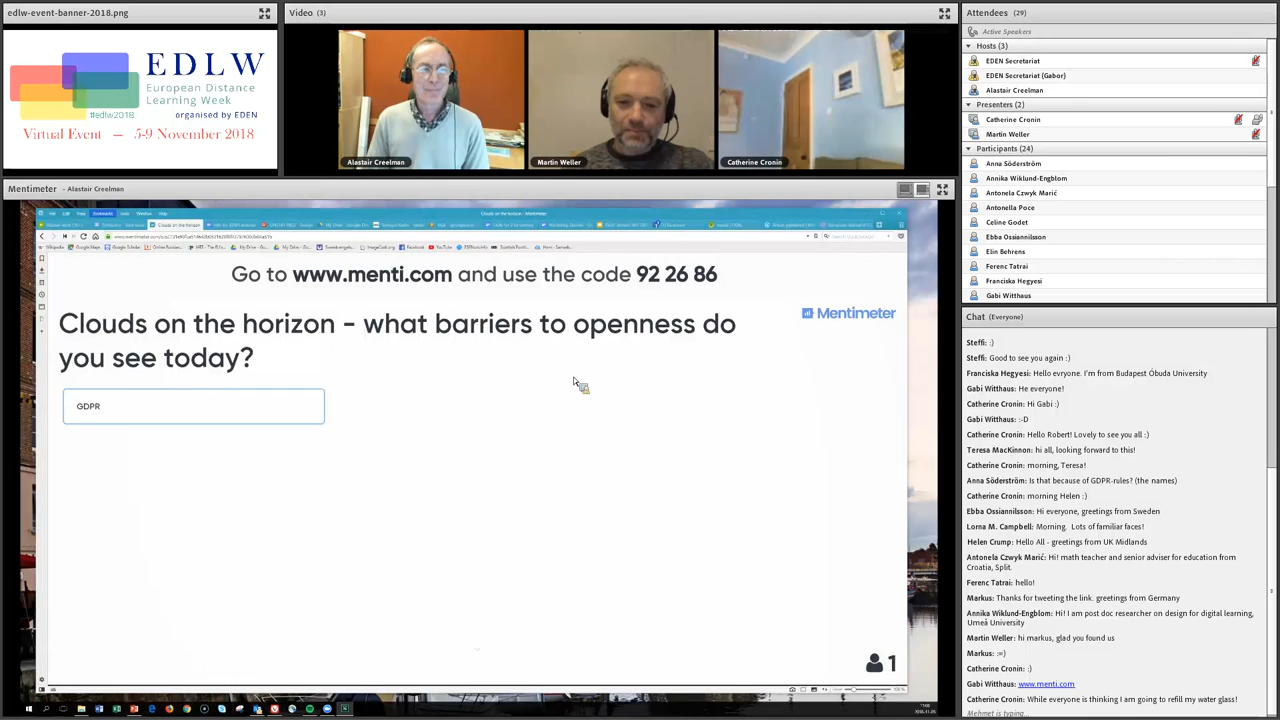 edlw-event-banner-2018.png
EDLW
European Distance
Learning Week
#edlw2018
organised by EDEN
Virtual Event — 5-9 November 2018
Video (3)
Alastair Creelman
Martin Weller
Catherine Cronin
Mentimeter - Alastair Creelman
Clouds on the horizon - Mentimeter
Go to www.menti.com and use the code 92 26 86
Mentimeter
Clouds on the horizon - what barriers to openness do
you see today?
GDPR
1
Attendees (29)
Active Speakers
Hosts (3)
EDEN Secretariat
EDEN Secretariat (Gabor)
Alastair Creelman
Presenters (2)
Catherine Cronin
Martin Weller
Participants (24)
Anna Söderström
Annika Wiklund-Engblom
Antonela Czwyk Marić
Antonella Poce
Celine Godet
Ebba Ossiannilsson
Elin Behrens
Ferenc Tatrai
Franciska Hegyesi
Gabi Witthaus
Chat (Everyone)
Steffi: :)
Steffi: Good to see you again :)
Franciska Hegyesi: Hello evryone. I'm from Budapest Óbuda University
Gabi Witthaus: He everyone!
Catherine Cronin: Hi Gabi :)
Gabi Witthaus: :-D
Catherine Cronin: Hello Robert! Lovely to see you all :)
Teresa MacKinnon: hi all, looking forward to this!
Catherine Cronin: morning, Teresa!
Anna Söderström: Is that because of GDPR-rules? (the names)
Catherine Cronin: morning Helen :)
Ebba Ossiannilsson: Hi everyone, greetings from Sweden
Lorna M. Campbell: Morning. Lots of familiar faces!
Helen Crump: Hello All - greetings from UK Midlands
Antonela Czwyk Marić: Hi! math teacher and senior adviser for education from
Croatia, Split.
Ferenc Tatrai: hello!
Markus: Thanks for tweeting the link. greetings from Germany
Annika Wiklund-Engblom: Hi! I am post doc researcher on design for digital learning,
Umeå University
Martin Weller: hi markus, glad you found us
Markus: :=)
Catherine Cronin: :)
Gabi Witthaus: www.menti.com
Catherine Cronin: While everyone is thinking I am going to refill my water glass!
Mehmet is typing...